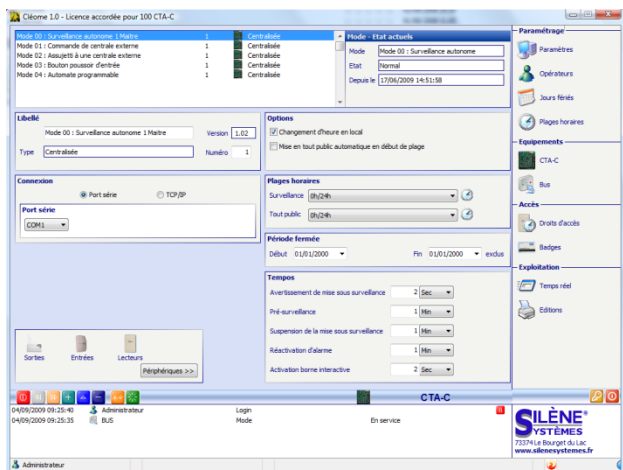 Cléome 1.0 - Licence accordée pour 100 CTA-C
Mode 00 : Surveillance autonome 1Maitre 1 Centralisée
Mode 01 : Commande de centrale externe 1 Centralisée
Mode 02 : Assujetti à une centrale externe 1 Centralisée
Mode 03 : Bouton poussoir d'entrée 1 Centralisée
Mode 04 : Automate programmable 1 Centralisée
Mode - Etat actuels
Mode Mode 00 : Surveillance autonome
Etat Normal
Depuis le 17/06/2009 14:51:58
Libellé
Mode 00 : Surveillance autonome 1Maitre Version 1.02
Type Centralisée Numéro 1
Options
Changement d'heure en local
Mise en tout public automatique en début de plage
Connexion
Port série TCP/IP
Port série
COM1
Plages horaires
Surveillance 0h/24h
Tout public 0h/24h
Période fermée
Début 01/01/2000 Fin 01/01/2000 exclus
Tempos
Avertissement de mise sous surveillance 2 Sec
Pré-surveillance 1 Min
Suspension de la mise sous surveillance 1 Min
Réactivation d'alarme 1 Min
Activation borne interactive 2 Sec
Sorties Entrées Lecteurs
Périphériques >>
Paramétrage
Paramètres
Opérateurs
Jours fériés
Plages horaires
Equipements
CTA-C
Bus
Accès
Droits d'accès
Badges
Exploitation
Temps réel
Editions
CTA-C
04/09/2009 09:25:40 Administrateur Login
04/09/2009 09:25:35 BUS Mode En service
SILÈNE
SYSTÈMES
73374 Le Bourget du Lac
www.silenesystemes.fr
Administrateur